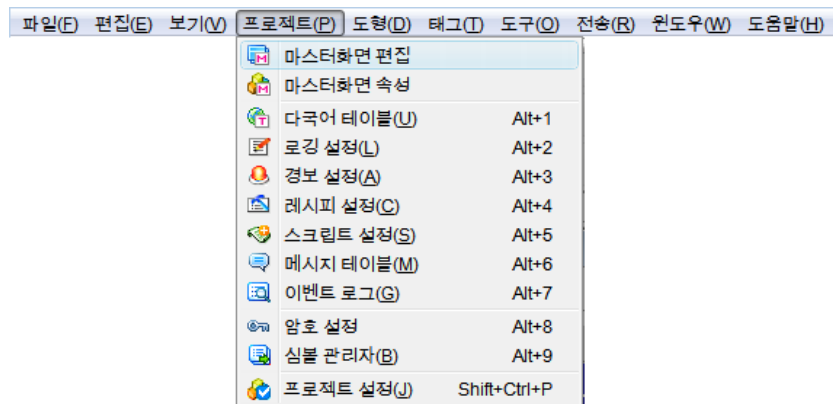 파일(F) 편집(E) 보기(V) 프로젝트(P) 도형(D) 태그(T) 도구(O) 전송(R) 윈도우(W) 도움말(H)
마스터화면 편집
마스터화면 속성
다국어 테이블(U) Alt+1
로깅 설정(L) Alt+2
경보 설정(A) Alt+3
레시피 설정(C) Alt+4
스크립트 설정(S) Alt+5
메시지 테이블(M) Alt+6
이벤트 로그(G) Alt+7
암호 설정 Alt+8
심볼 관리자(B) Alt+9
프로젝트 설정(J) Shift+Ctrl+P